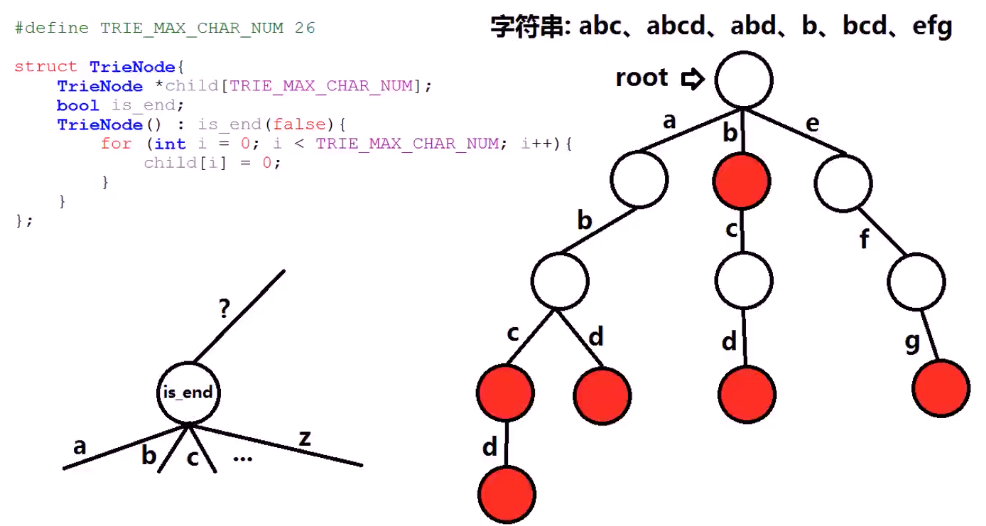 #define TRIE_MAX_CHAR_NUM 26
struct TrieNode{
TrieNode *child[TRIE_MAX_CHAR_NUM];
bool is_end;
TrieNode() : is_end(false){
for (int i = 0; i < TRIE_MAX_CHAR_NUM; i++){
child[i] = 0;
}
}
};
?
is_end
a b c ... z
字符串: abc、abcd、abd、b、bcd、efg
root
a b e
b c f
c d d g
d